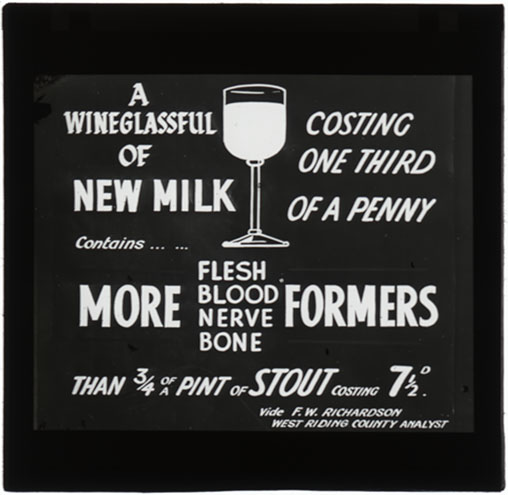 A
WINEGLASSFUL
OF
NEW MILK
Contains ... ...
COSTING
ONE THIRD
OF A PENNY
MORE
FLESH
BLOOD
NERVE
BONE
FORMERS
THAN 3/4 OF A PINT OF STOUT COSTING 7½ D.
Vide F. W. RICHARDSON
WEST RIDING COUNTY ANALYST